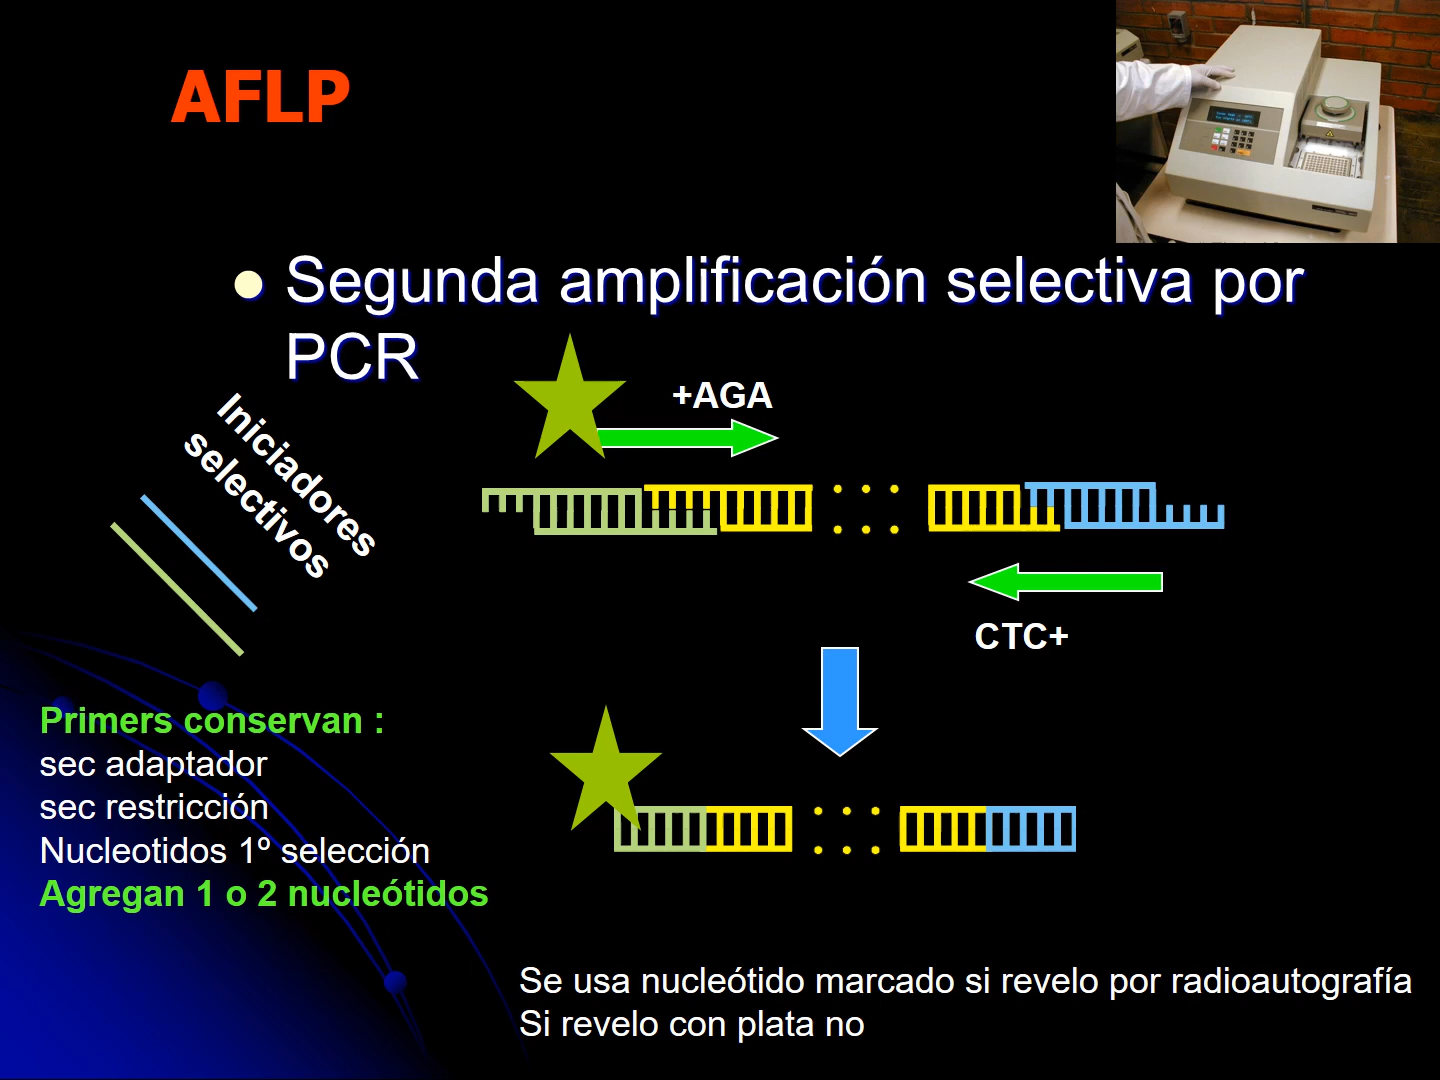 AFLP
Segunda amplificación selectiva por
PCR
+AGA
Iniciadores
selectivos
CTC+
Primers conservan :
sec adaptador
sec restricción
Nucleotidos 1º selección
Agregan 1 o 2 nucleótidos
Se usa nucleótido marcado si revelo por radioautografía
Si revelo con plata no